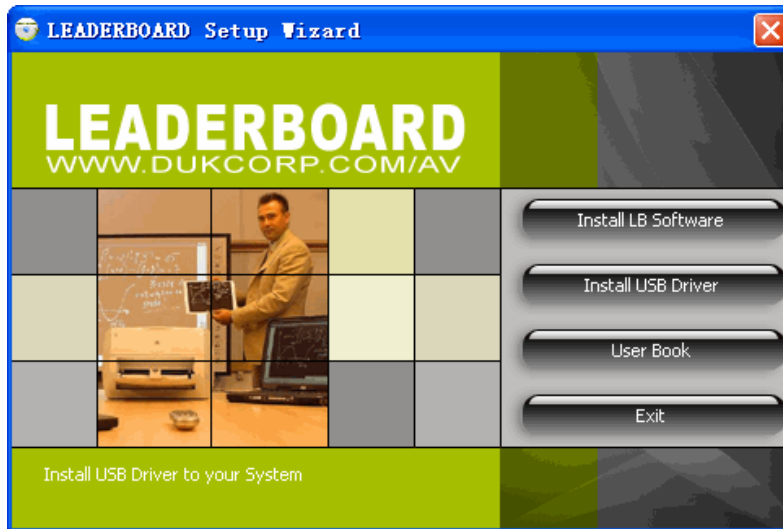 LEADERBOARD Setup Wizard
LEADERBOARD
WWW.DUKCORP.COM/AV
Install LB Software
Install USB Driver
User Book
Exit
Install USB Driver to your System